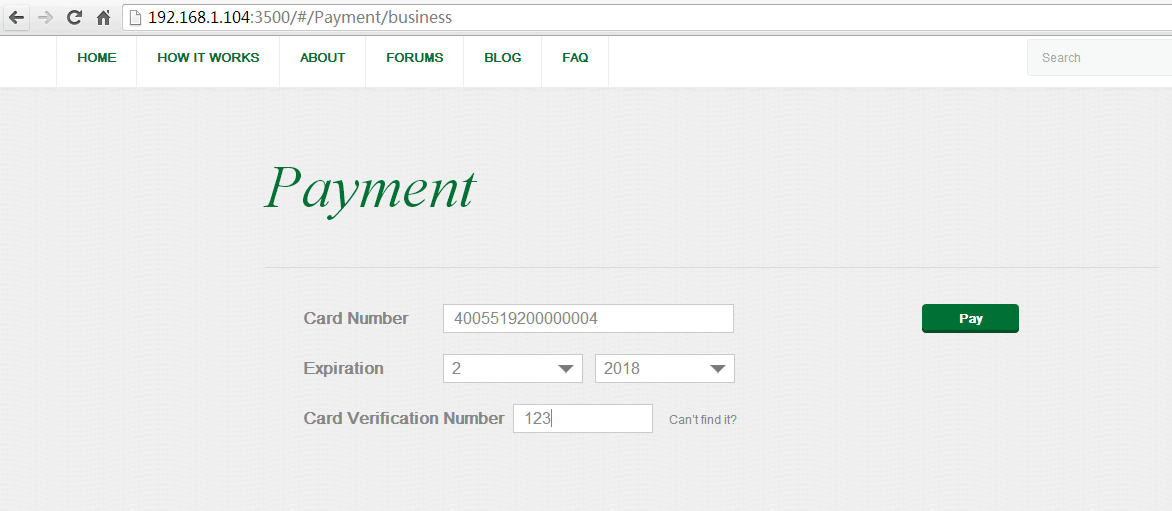 192.168.1.104:3500/#/Payment/business
HOME HOW IT WORKS ABOUT FORUMS BLOG FAQ Search
Payment
Card Number 4005519200000004 Pay
Expiration 2 2018
Card Verification Number 123 Can't find it?